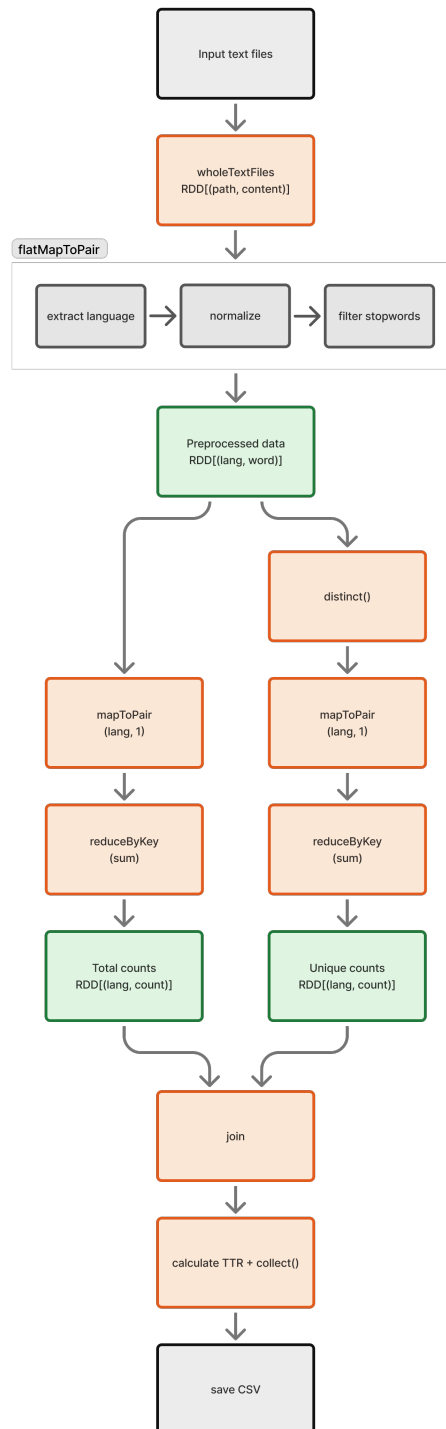 Input text files
wholeTextFiles
RDD[(path, content)]
flatMapToPair
extract language
normalize
filter stopwords
Preprocessed data
RDD[(lang, word)]
distinct()
mapToPair
(lang, 1)
mapToPair
(lang, 1)
reduceByKey
(sum)
reduceByKey
(sum)
Total counts
RDD[(lang, count)]
Unique counts
RDD[(lang, count)]
join
calculate TTR + collect()
save CSV